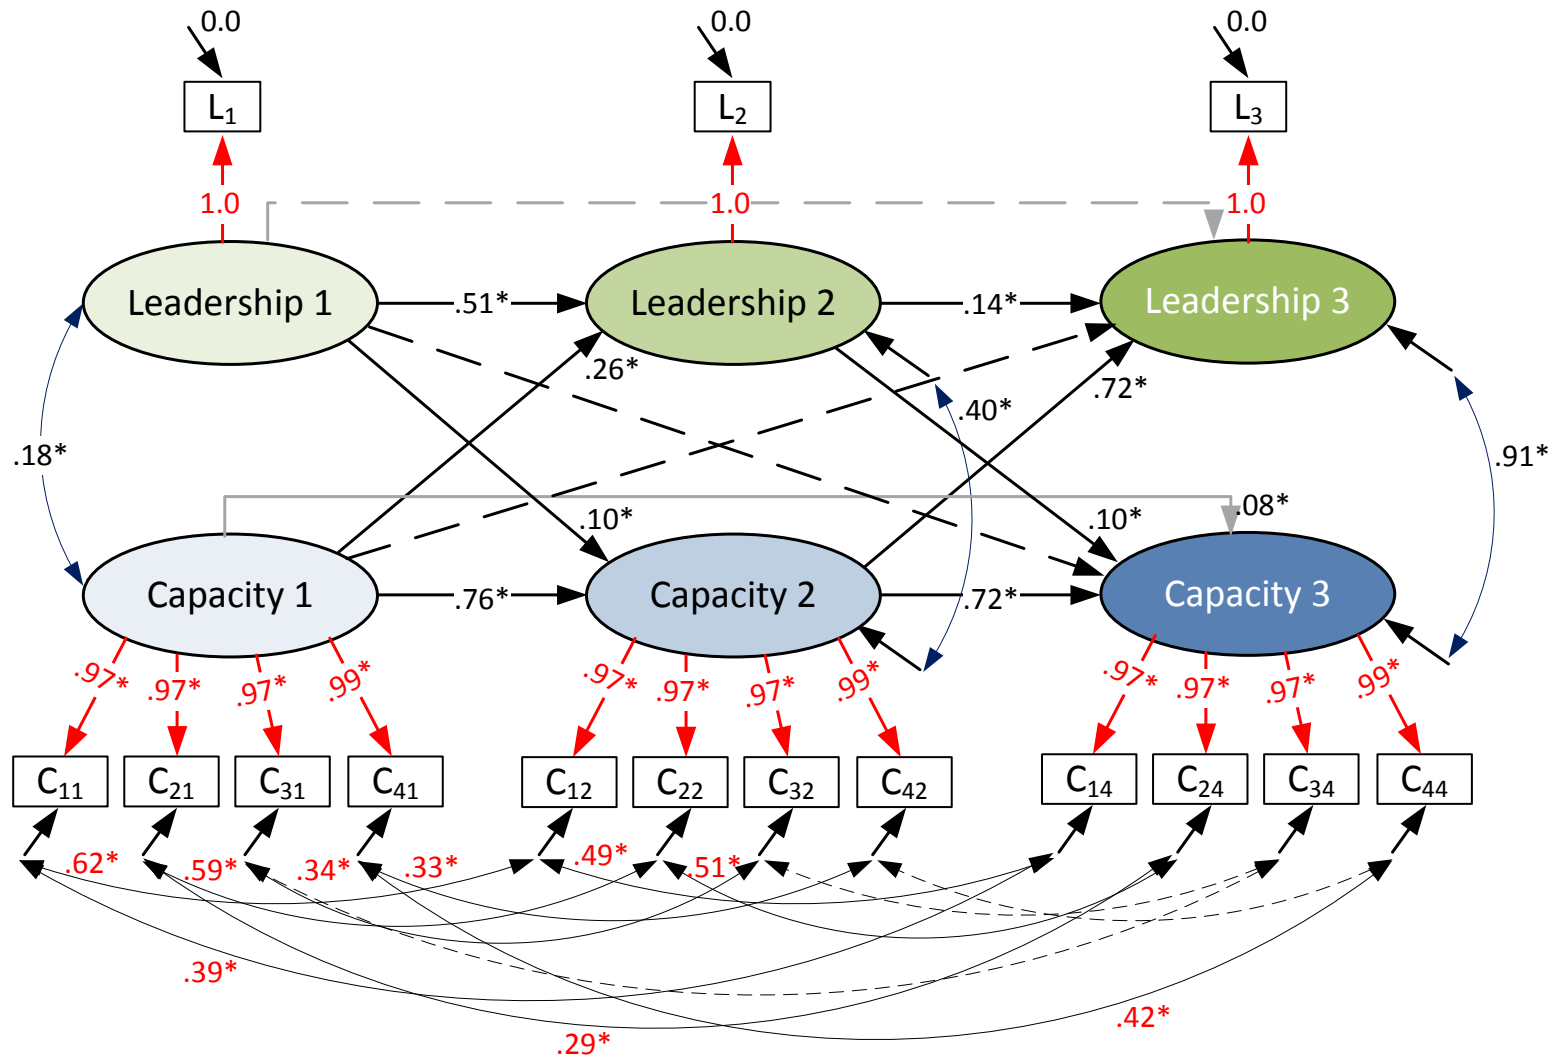 0.0 0.0 0.0
L1 L2 L3
1.0 1.0 1.0
Leadership 1 .51* Leadership 2 .14* Leadership 3
.26* .72*
.40*
.18* .91*
.10* .10* .08*
Capacity 1 .76* Capacity 2 .72* Capacity 3
.97* .97* .97* .99* .97* .97* .97* .99* .97* .97* .97* .99*
C11 C21 C31 C41 C12 C22 C32 C42 C14 C24 C34 C44
.62* .59* .34* .33* .49* .51*
.39*
.42*
.29*